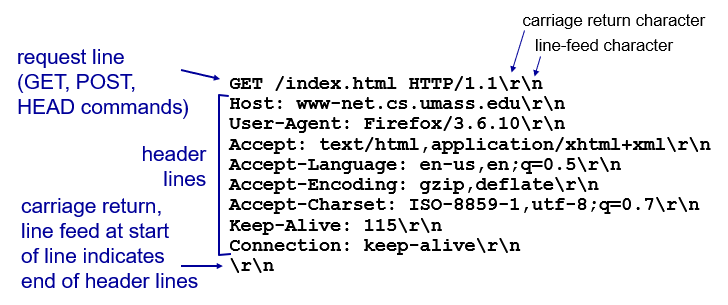 carriage return character
line-feed character
request line
(GET, POST,
HEAD commands)
GET /index.html HTTP/1.1\r\n
Host: www-net.cs.umass.edu\r\n
User-Agent: Firefox/3.6.10\r\n
Accept: text/html,application/xhtml+xml\r\n
Accept-Language: en-us,en;q=0.5\r\n
Accept-Encoding: gzip,deflate\r\n
Accept-Charset: ISO-8859-1,utf-8;q=0.7\r\n
Keep-Alive: 115\r\n
Connection: keep-alive\r\n
\r\n
header
lines
carriage return,
line feed at start
of line indicates
end of header lines